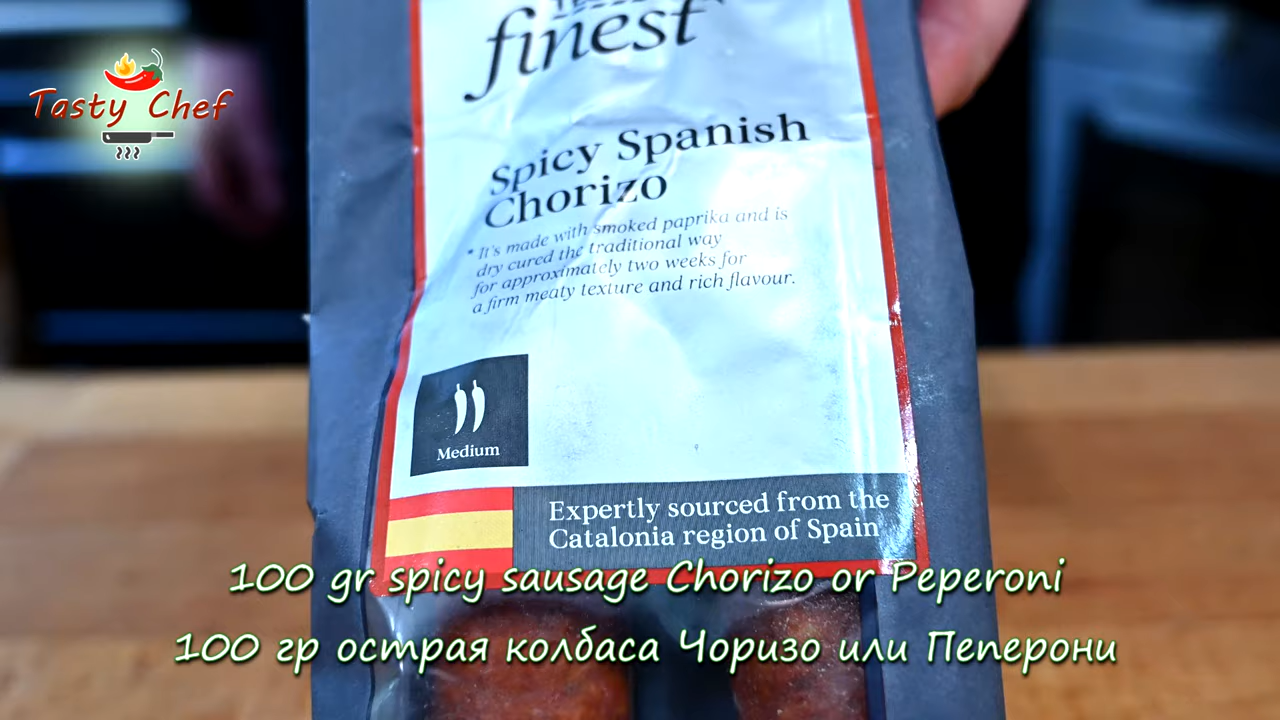 Tasty Chef
finest
Spicy Spanish
Chorizo
* It's made with smoked paprika and is
dry cured the traditional way
for approximately two weeks for
a firm meaty texture and rich flavour.
Medium
Expertly sourced from the
Catalonia region of Spain
100 gr spicy sausage Chorizo or Peperoni
100 гр острая колбаса Чоризо или Пеперони